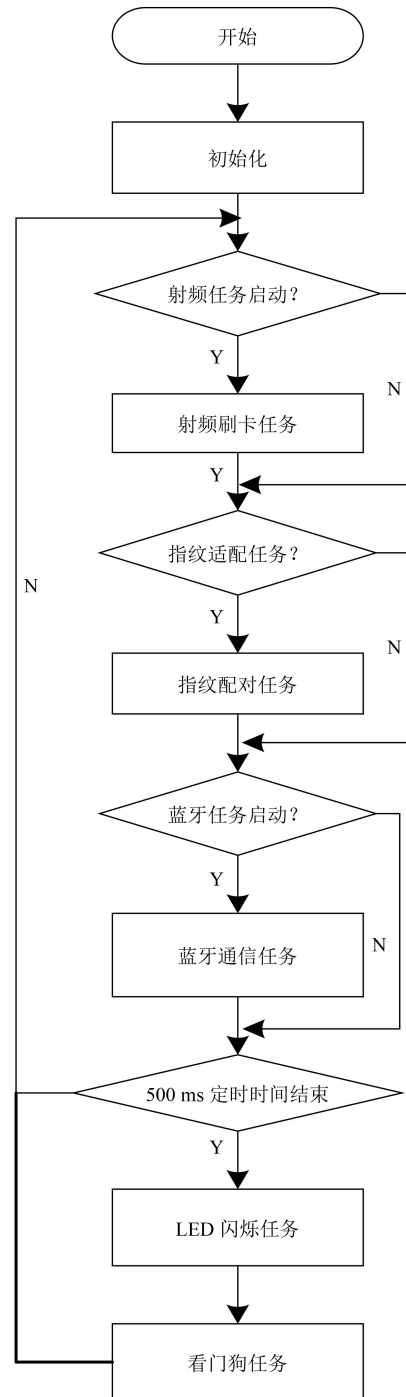 开始
初始化
射频任务启动?
Y
N
射频刷卡任务
Y
指纹适配任务?
N
Y
N
指纹配对任务
蓝牙任务启动?
Y
蓝牙通信任务
N
500 ms 定时时间结束
Y
LED 闪烁任务
看门狗任务